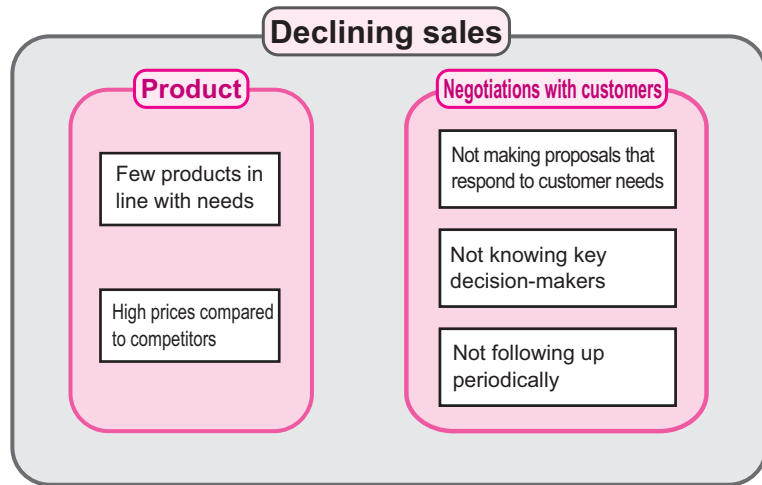 Declining sales
Product
Few products in
line with needs
High prices compared
to competitors
Negotiations with customers
Not making proposals that
respond to customer needs
Not knowing key
decision-makers
Not following up
periodically